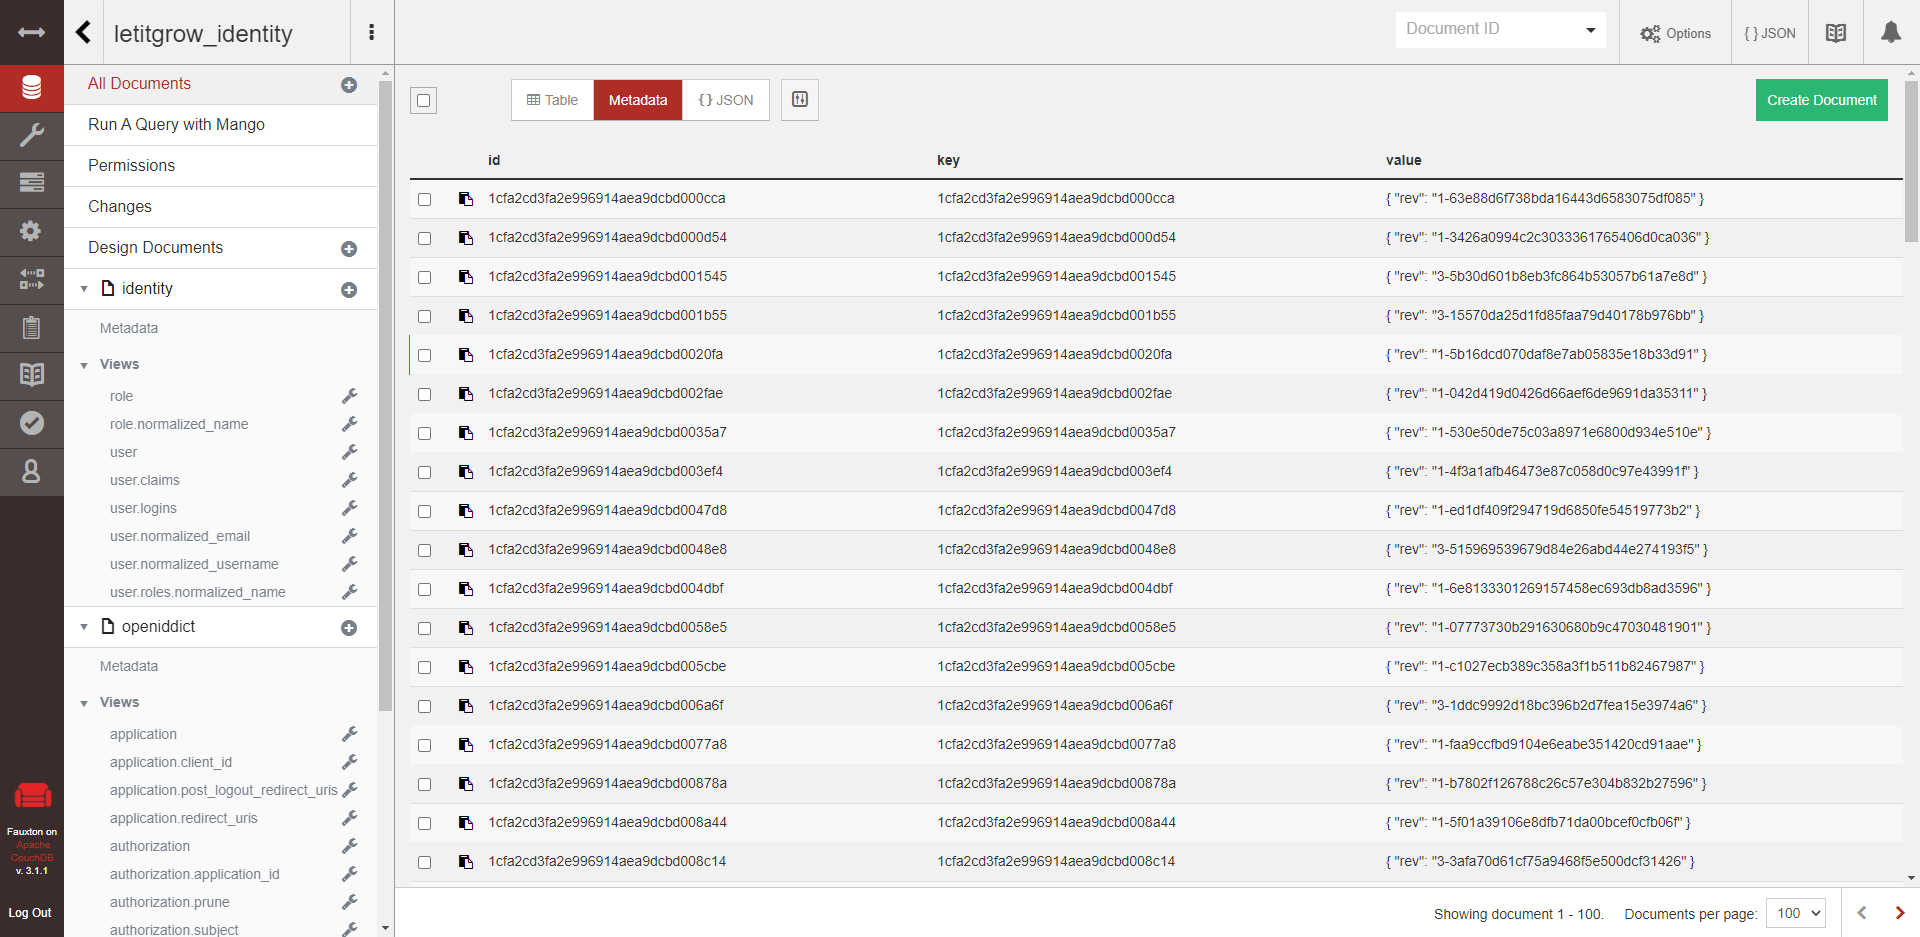 letitgrow_identity
Document ID
Options
{ } JSON
All Documents
Run A Query with Mango
Permissions
Changes
Design Documents
identity
Metadata
Views
role
role.normalized_name
user
user.claims
user.logins
user.normalized_email
user.normalized_username
user.roles.normalized_name
openiddict
Metadata
Views
application
application.client_id
application.post_logout_redirect_uris
application.redirect_uris
authorization
authorization.application_id
authorization.prune
authorization.subject
Fauxton on
Apache
CouchDB
v. 3.1.1
Log Out
Table Metadata { } JSON
Create Document
id key value
1cfa2cd3fa2e996914aea9dcbd000cca 1cfa2cd3fa2e996914aea9dcbd000cca { "rev": "1-63e88d6f738bda16443d6583075df085" }
1cfa2cd3fa2e996914aea9dcbd000d54 1cfa2cd3fa2e996914aea9dcbd000d54 { "rev": "1-3426a0994c2c3033361765406d0ca036" }
1cfa2cd3fa2e996914aea9dcbd001545 1cfa2cd3fa2e996914aea9dcbd001545 { "rev": "3-5b30d601b8eb3fc864b53057b61a7e8d" }
1cfa2cd3fa2e996914aea9dcbd001b55 1cfa2cd3fa2e996914aea9dcbd001b55 { "rev": "3-15570da25d1fd85faa79d40178b976bb" }
1cfa2cd3fa2e996914aea9dcbd0020fa 1cfa2cd3fa2e996914aea9dcbd0020fa { "rev": "1-5b16dcd070daf8e7ab05835e18b33d91" }
1cfa2cd3fa2e996914aea9dcbd002fae 1cfa2cd3fa2e996914aea9dcbd002fae { "rev": "1-042d419d0426d66aef6de9691da35311" }
1cfa2cd3fa2e996914aea9dcbd0035a7 1cfa2cd3fa2e996914aea9dcbd0035a7 { "rev": "1-530e50de75c03a8971e6800d934e510e" }
1cfa2cd3fa2e996914aea9dcbd003ef4 1cfa2cd3fa2e996914aea9dcbd003ef4 { "rev": "1-4f3a1afb46473e87c058d0c97e43991f" }
1cfa2cd3fa2e996914aea9dcbd0047d8 1cfa2cd3fa2e996914aea9dcbd0047d8 { "rev": "1-ed1df409f294719d6850fe54519773b2" }
1cfa2cd3fa2e996914aea9dcbd0048e8 1cfa2cd3fa2e996914aea9dcbd0048e8 { "rev": "3-515969539679d84e26abd44e274193f5" }
1cfa2cd3fa2e996914aea9dcbd004dbf 1cfa2cd3fa2e996914aea9dcbd004dbf { "rev": "1-6e8133301269157458ec693db8ad3596" }
1cfa2cd3fa2e996914aea9dcbd0058e5 1cfa2cd3fa2e996914aea9dcbd0058e5 { "rev": "1-07773730b291630680b9c47030481901" }
1cfa2cd3fa2e996914aea9dcbd005cbe 1cfa2cd3fa2e996914aea9dcbd005cbe { "rev": "1-c1027ecb389c358a3f1b511b82467987" }
1cfa2cd3fa2e996914aea9dcbd006a6f 1cfa2cd3fa2e996914aea9dcbd006a6f { "rev": "3-1ddc9992d18bc396b2d7fea15e3974a6" }
1cfa2cd3fa2e996914aea9dcbd0077a8 1cfa2cd3fa2e996914aea9dcbd0077a8 { "rev": "1-faa9ccfbd9104e6eabe351420cd91aae" }
1cfa2cd3fa2e996914aea9dcbd00878a 1cfa2cd3fa2e996914aea9dcbd00878a { "rev": "1-b7802f126788c26c57e304b832b27596" }
1cfa2cd3fa2e996914aea9dcbd008a44 1cfa2cd3fa2e996914aea9dcbd008a44 { "rev": "1-5f01a39106e8dfb71da00bcef0cfb06f" }
1cfa2cd3fa2e996914aea9dcbd008c14 1cfa2cd3fa2e996914aea9dcbd008c14 { "rev": "3-3afa70d61cf75a9468f5e500dcf31426" }
Showing document 1 - 100. Documents per page: 100